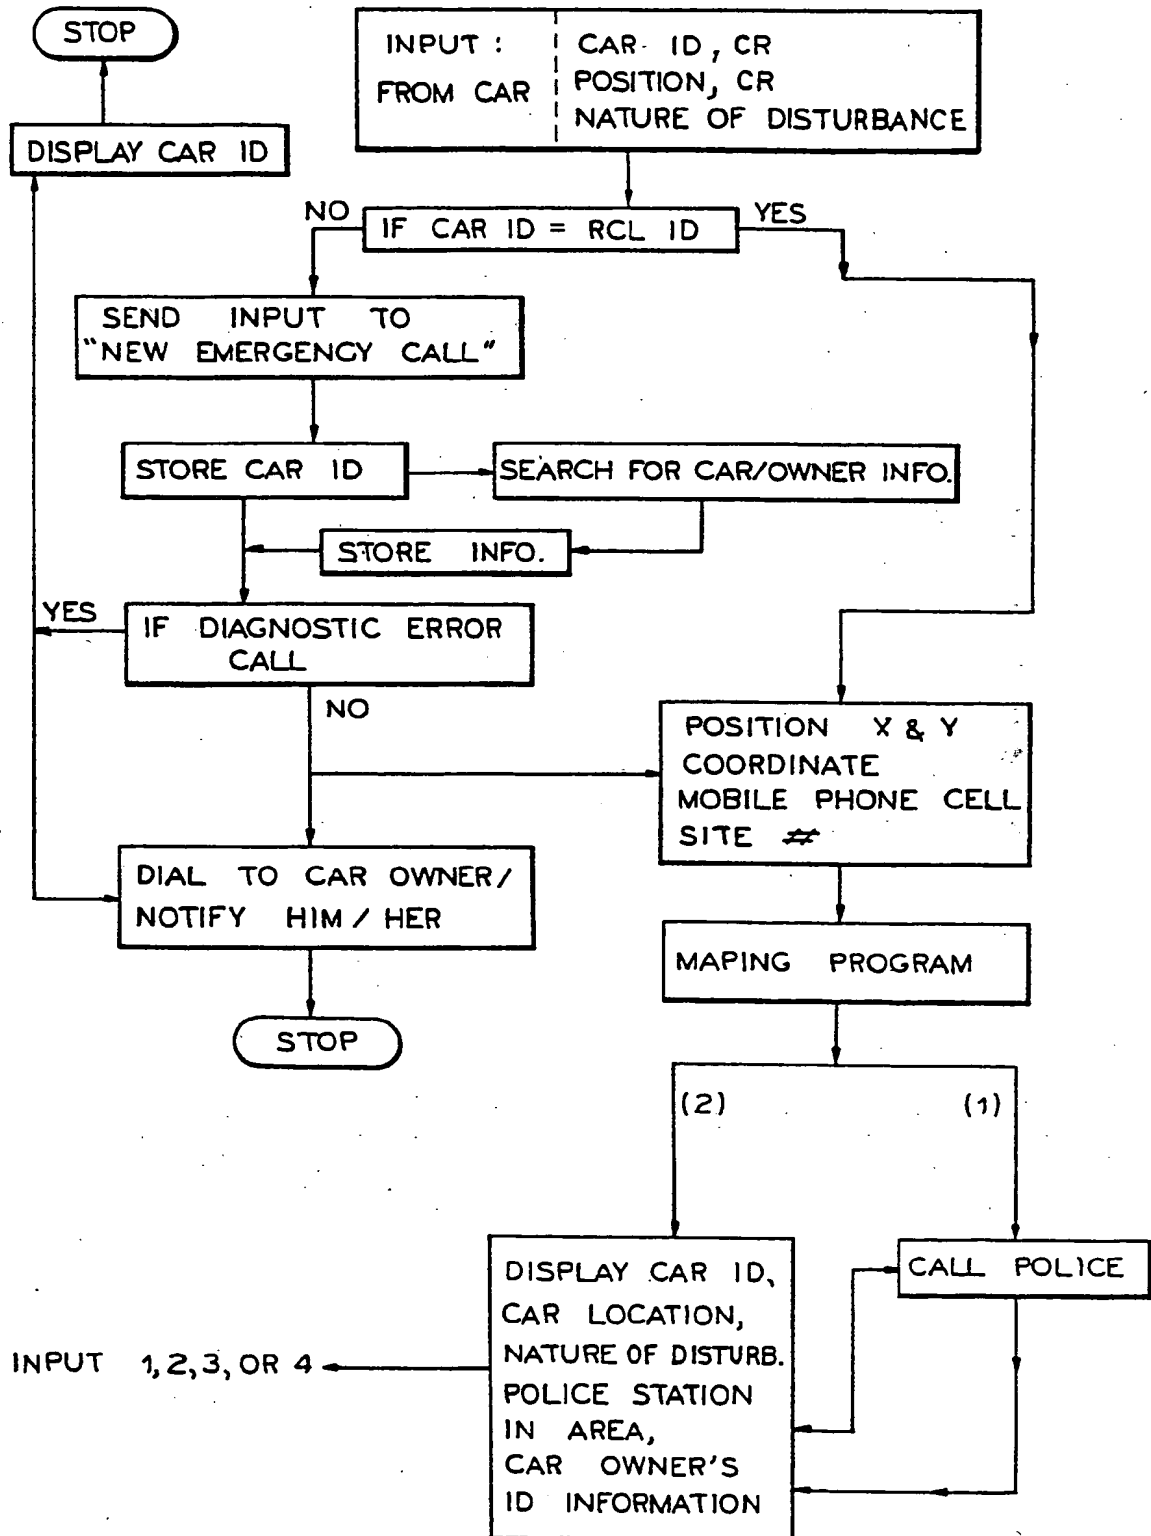 STOP
DISPLAY CAR ID
INPUT :
FROM CAR
CAR ID, CR
POSITION, CR
NATURE OF DISTURBANCE
NO
IF CAR ID = RCL ID
YES
SEND INPUT TO
"NEW EMERGENCY CALL"
STORE CAR ID
SEARCH FOR CAR/OWNER INFO.
STORE INFO.
YES
IF DIAGNOSTIC ERROR
CALL
NO
POSITION X & Y
COORDINATE
MOBILE PHONE CELL
SITE #
DIAL TO CAR OWNER/
NOTIFY HIM / HER
MAPING PROGRAM
STOP
(2)
(1)
DISPLAY CAR ID,
CAR LOCATION,
NATURE OF DISTURB.
POLICE STATION
IN AREA,
CAR OWNER'S
ID INFORMATION
CALL POLICE
INPUT 1,2,3, OR 4